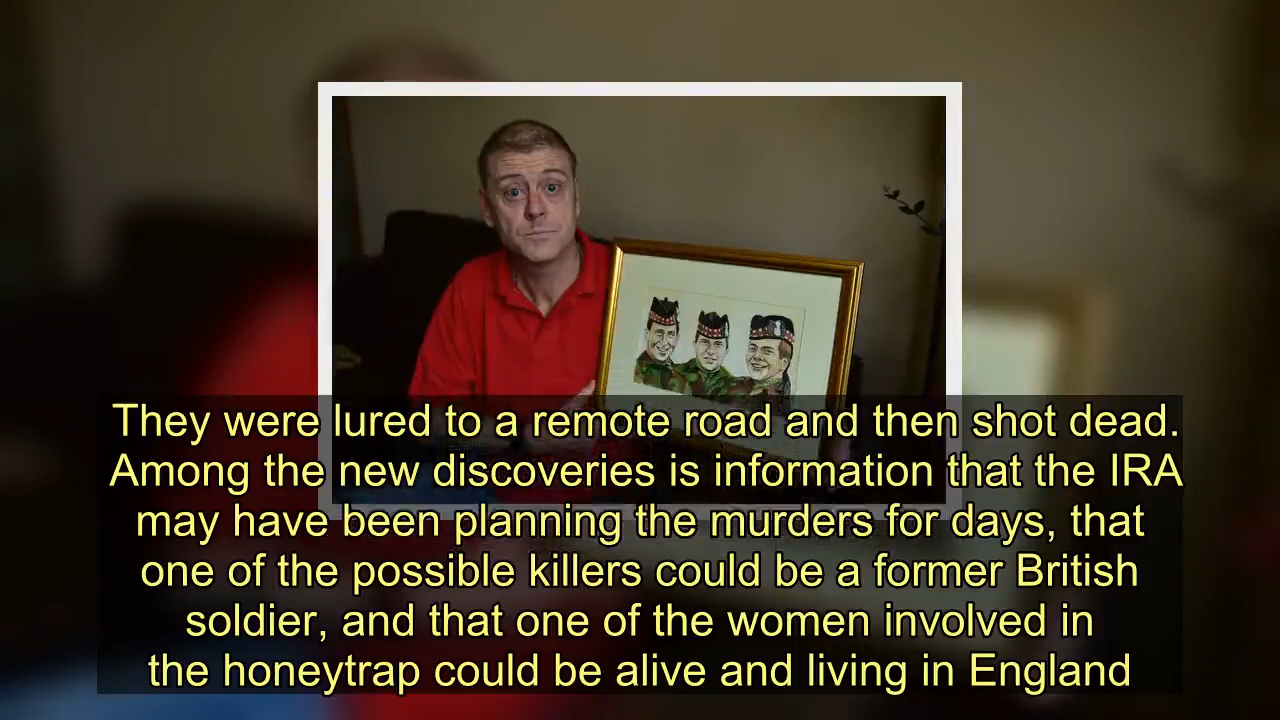 They were lured to a remote road and then shot dead.
Among the new discoveries is information that the IRA
may have been planning the murders for days, that
one of the possible killers could be a former British
soldier, and that one of the women involved in
the honeytrap could be alive and living in England